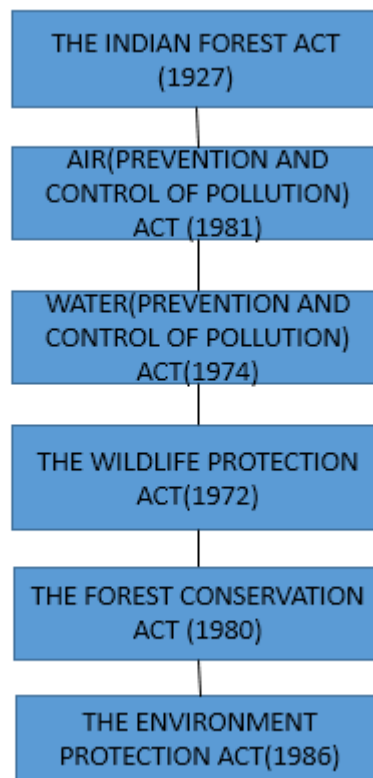 THE INDIAN FOREST ACT
(1927)
AIR(PREVENTION AND
CONTROL OF POLLUTION)
ACT (1981)
WATER(PREVENTION AND
CONTROL OF POLLUTION)
ACT(1974)
THE WILDLIFE PROTECTION
ACT(1972)
THE FOREST CONSERVATION
ACT (1980)
THE ENVIRONMENT
PROTECTION ACT(1986)